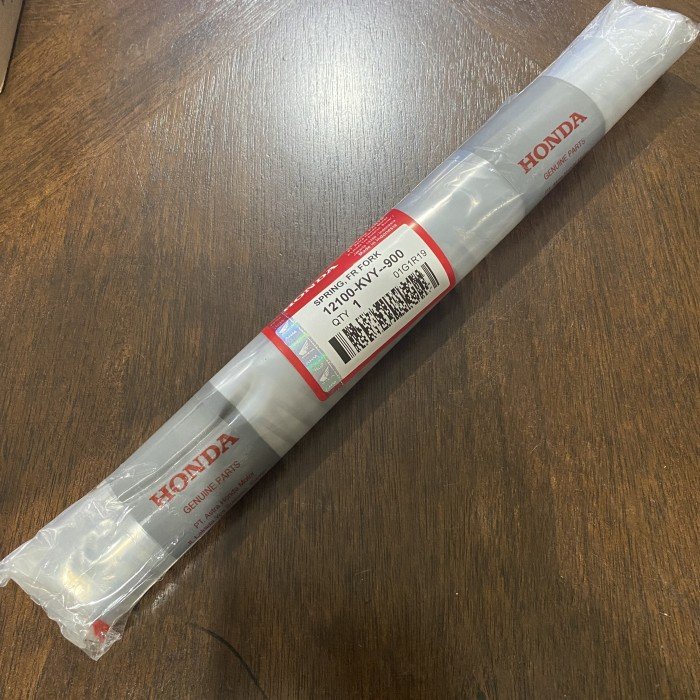 HONDA
GENUINE PARTS
HONDA
SPRING, FR FORK
12100-KVY--900
QTY 1
01G1R19
HONDA
GENUINE PARTS
PT. Astra Honda Motor